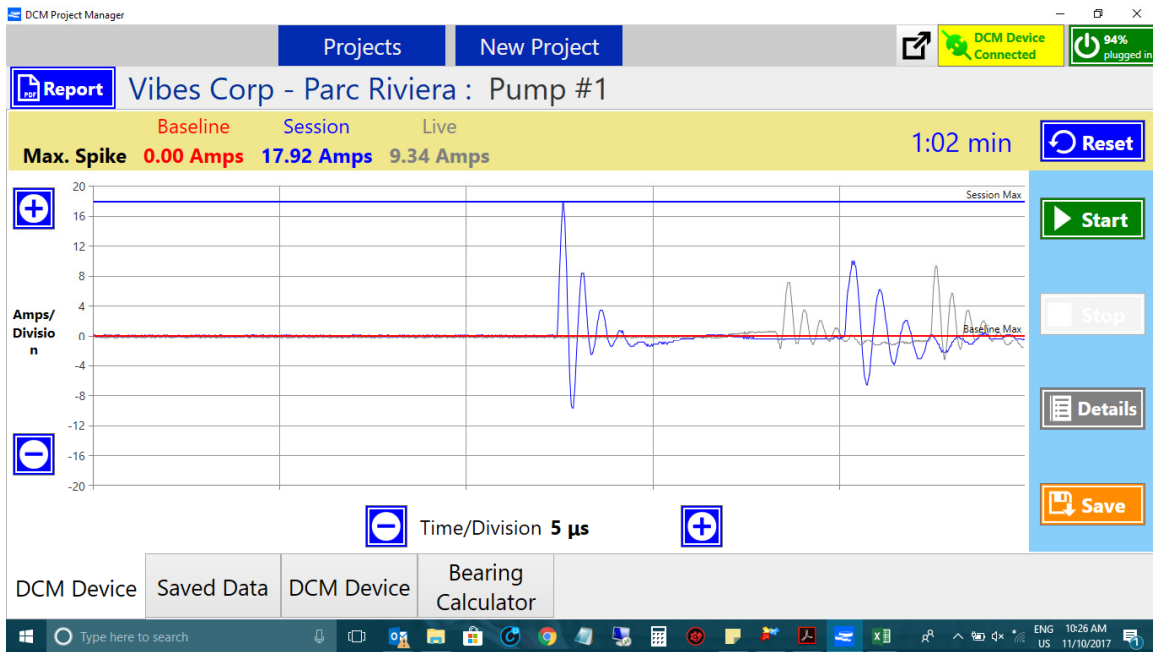 DCM Project Manager
Projects New Project DCM Device Connected 94% plugged in
PDF Report Vibes Corp - Parc Riviera : Pump #1
Baseline Session Live
Max. Spike 0.00 Amps 17.92 Amps 9.34 Amps 1:02 min Reset
20
Session Max
16
Start
12
8
4
Amps/
Divisio
n
0
Baseline Max
Stop
-4
-8
Details
-12
-16
-20
Save
Time/Division 5 µs
DCM Device Saved Data DCM Device Bearing Calculator
Type here to search
ENG 10:26 AM
US 11/10/2017